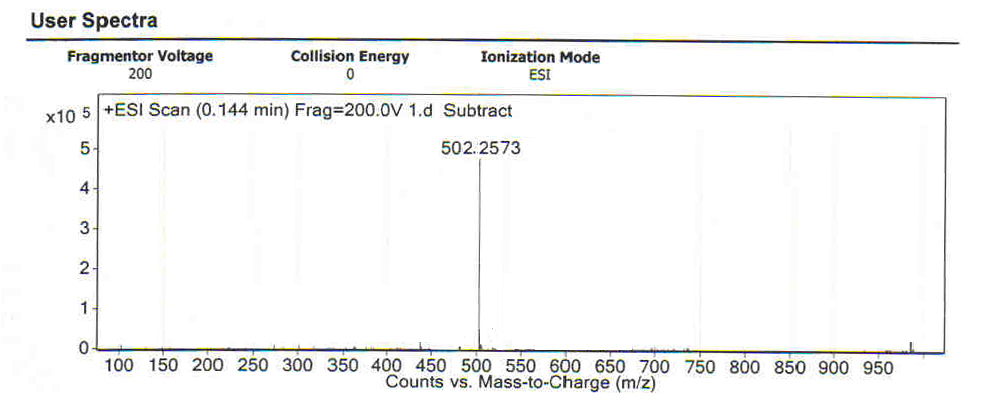 User Spectra
Fragmentor Voltage Collision Energy Ionization Mode
200 0 ESI
x10 5 +ESI Scan (0.144 min) Frag=200.0V 1.d Subtract
502.2573
5
4
3
2
1
0
100 150 200 250 300 350 400 450 500 550 600 650 700 750 800 850 900 950
Counts vs. Mass-to-Charge (m/z)